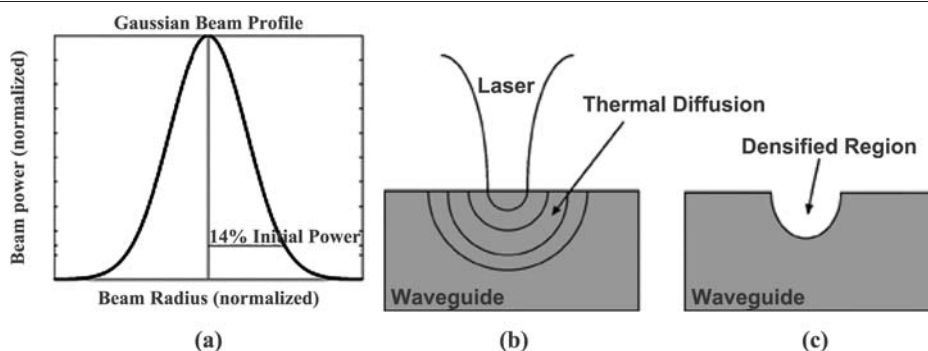 Gaussian Beam Profile
Beam power (normalized)
14% Initial Power
Beam Radius (normalized)
(a)
Laser
Thermal Diffusion
Waveguide
(b)
Densified Region
Waveguide
(c)